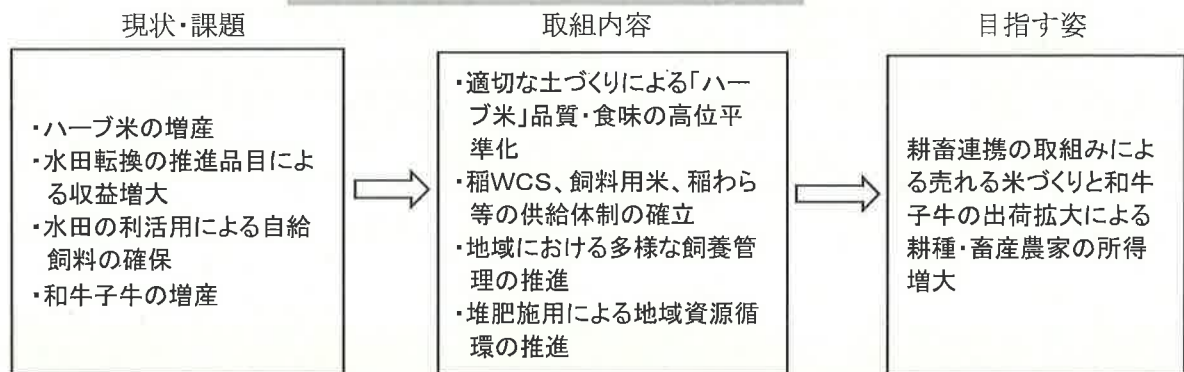 現状・課題
・ハーブ米の増産
・水田転換の推進品目によ
る収益増大
・水田の利活用による自給
飼料の確保
・和牛子牛の増産
取組内容
・適切な土づくりによる「ハー
ブ米」品質・食味の高位平
準化
・稲WCS、飼料用米、稲わら
等の供給体制の確立
・地域における多様な飼養管
理の推進
・堆肥施用による地域資源循
環の推進
目指す姿
耕畜連携の取組みによ
る売れる米づくりと和牛
子牛の出荷拡大による
耕種・畜産農家の所得
増大